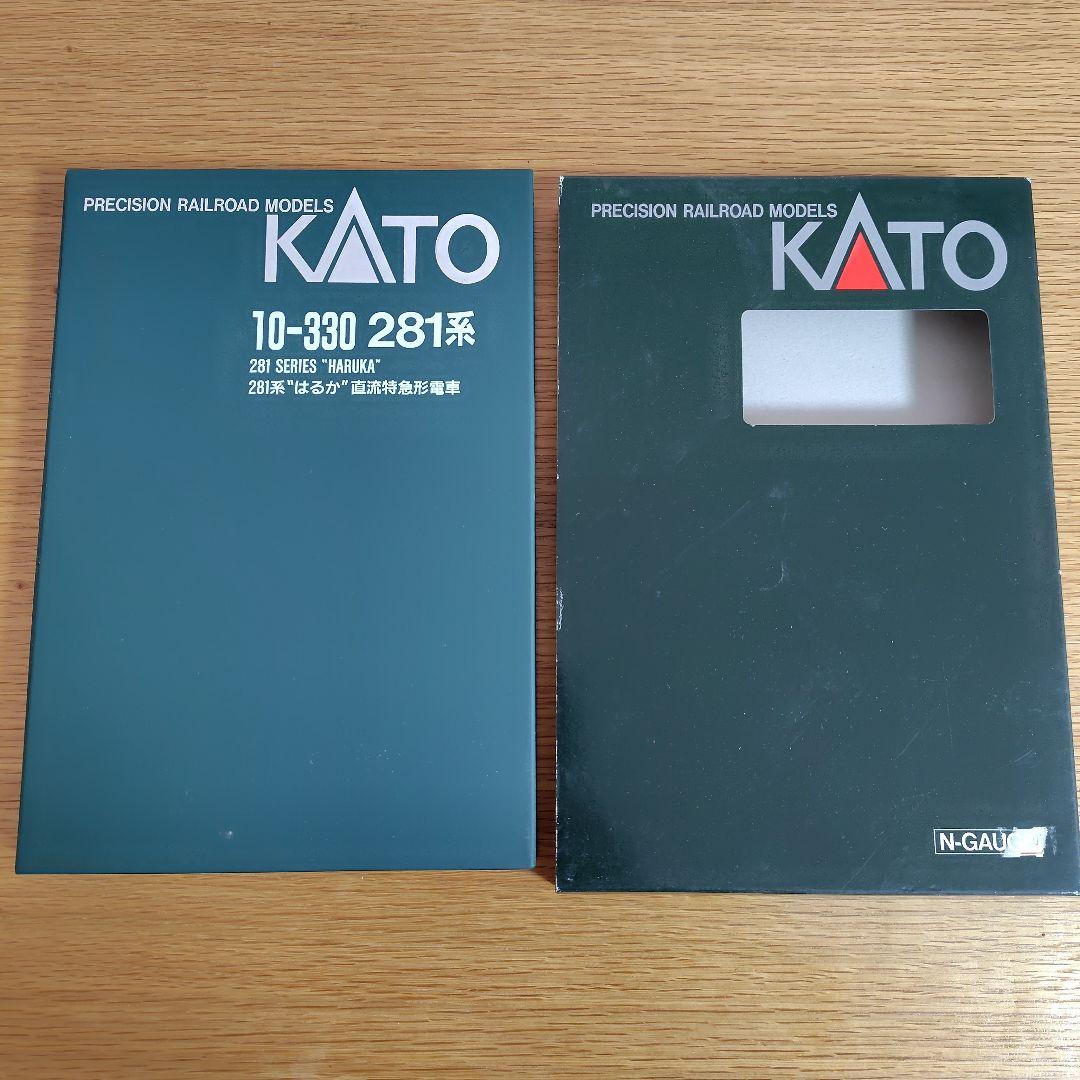 PRECISION RAILROAD MODELS
KATO
10-330 281系
281 SERIES "HARUKA"
281系"はるか"直流特急形電車
PRECISION RAILROAD MODELS
KATO